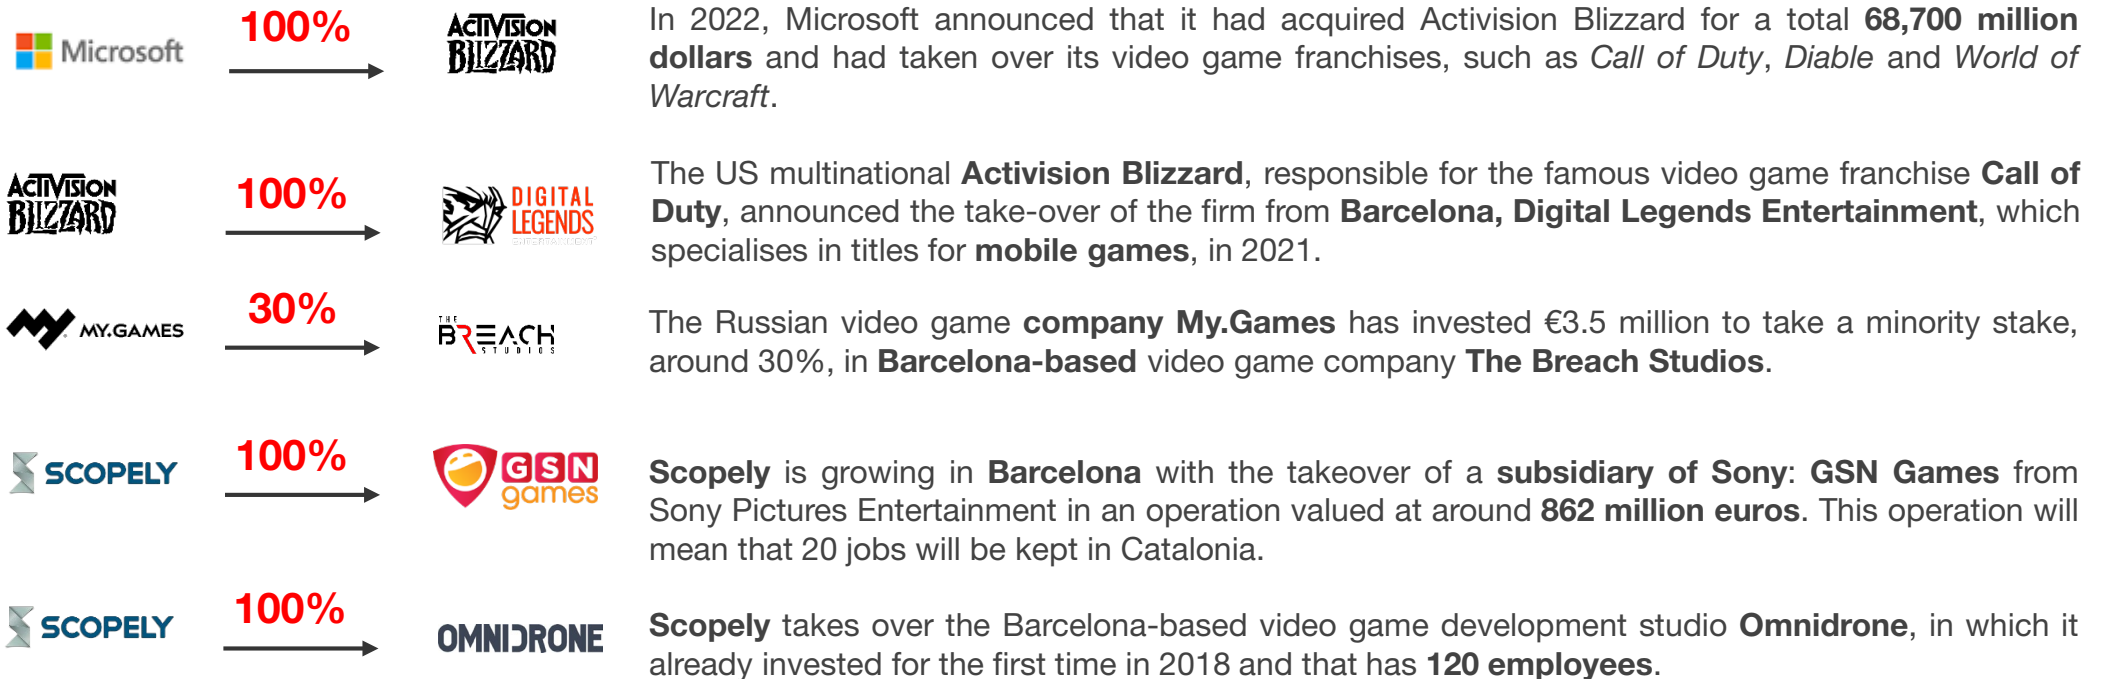 Microsoft
100%
ACTIVISION
BLIZZARD
In 2022, Microsoft announced that it had acquired Activision Blizzard for a total 68,700 million
dollars and had taken over its video game franchises, such as Call of Duty, Diable and World of
Warcraft.
ACTIVISION
BLIZZARD
100%
DIGITAL
LEGENDS
ENTERTAINMENT
The US multinational Activision Blizzard, responsible for the famous video game franchise Call of
Duty, announced the take-over of the firm from Barcelona, Digital Legends Entertainment, which
specialises in titles for mobile games, in 2021.
MY.GAMES
30%
THE
BREACH
STUDIOS
The Russian video game company My.Games has invested €3.5 million to take a minority stake,
around 30%, in Barcelona-based video game company The Breach Studios.
SCOPELY
100%
GSN
games
Scopely is growing in Barcelona with the takeover of a subsidiary of Sony: GSN Games from
Sony Pictures Entertainment in an operation valued at around 862 million euros. This operation will
mean that 20 jobs will be kept in Catalonia.
SCOPELY
100%
OMNIDRONE
Scopely takes over the Barcelona-based video game development studio Omnidrone, in which it
already invested for the first time in 2018 and that has 120 employees.